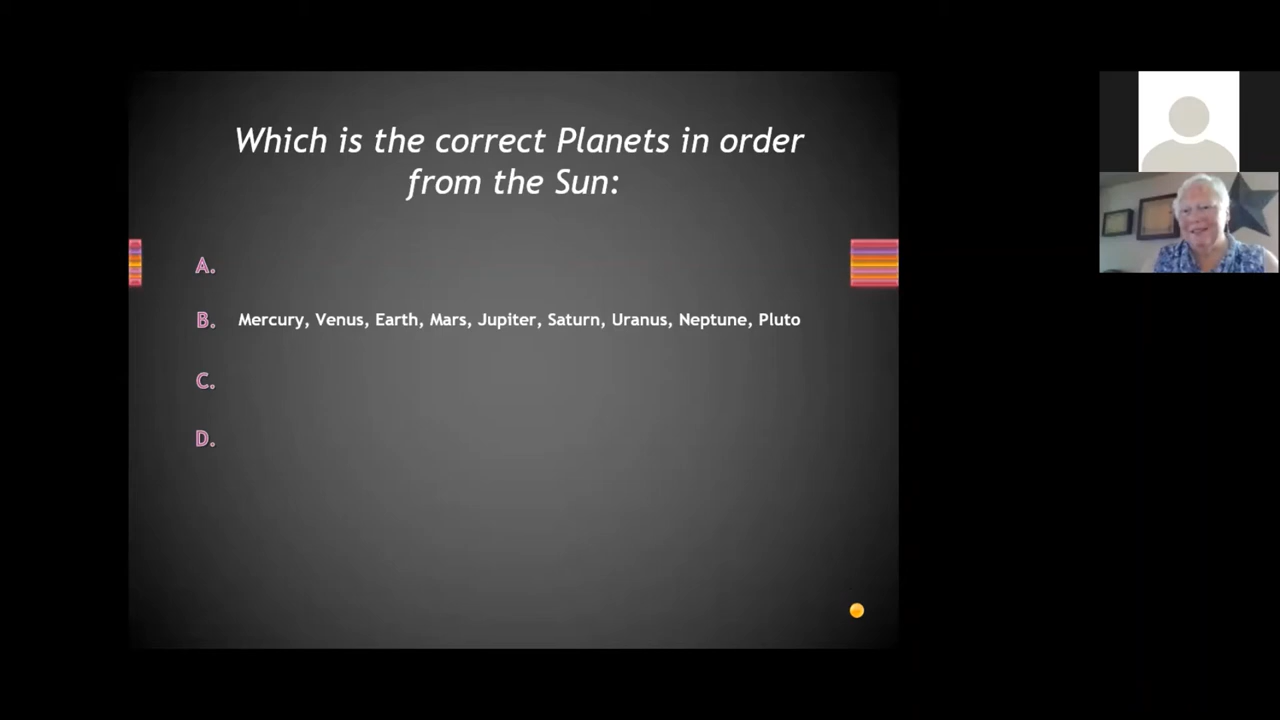 Which is the correct Planets in order
from the Sun:
A.
B. Mercury, Venus, Earth, Mars, Jupiter, Saturn, Uranus, Neptune, Pluto
C.
D.